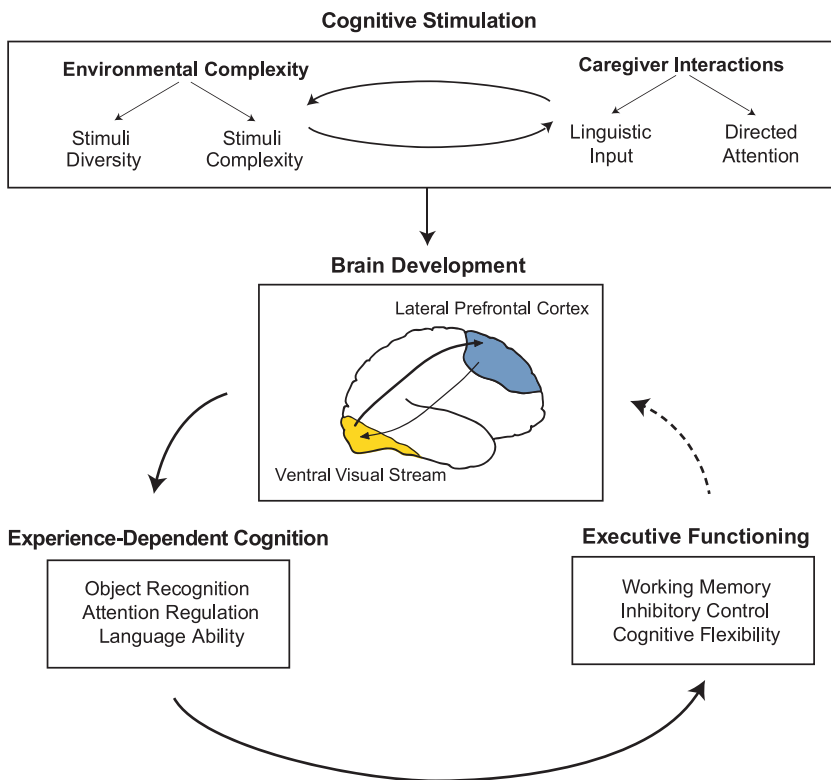 Cognitive Stimulation
Environmental Complexity
Caregiver Interactions
Stimuli
Diversity
Stimuli
Complexity
Linguistic
Input
Directed
Attention
Brain Development
Lateral Prefrontal Cortex
Ventral Visual Stream
Experience-Dependent Cognition
Object Recognition
Attention Regulation
Language Ability
Executive Functioning
Working Memory
Inhibitory Control
Cognitive Flexibility